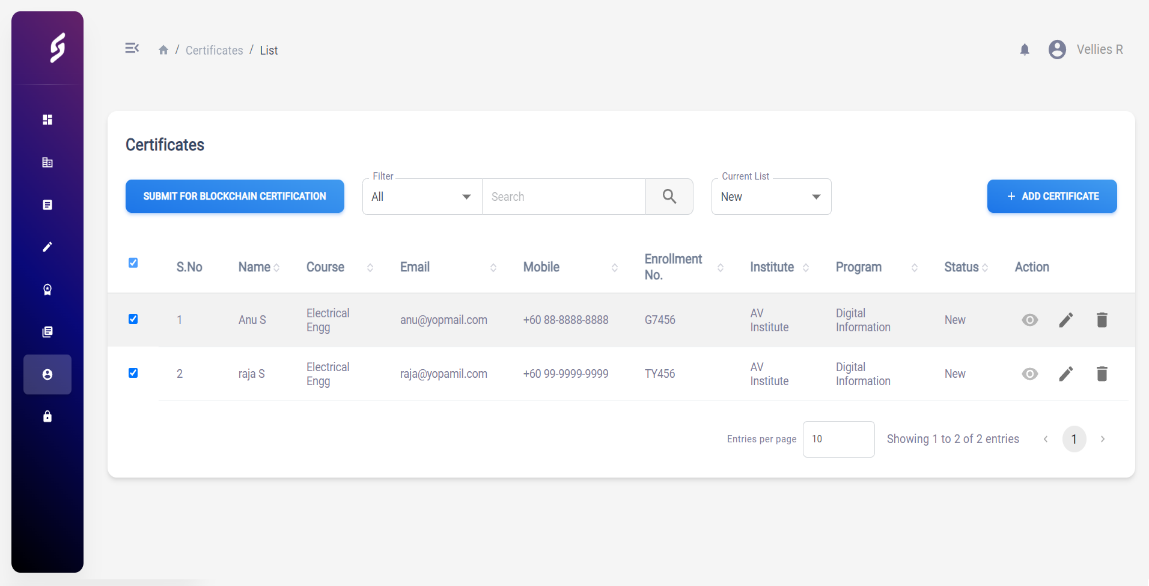 / Certificates / List
Vellies R
Certificates
SUBMIT FOR BLOCKCHAIN CERTIFICATION
Filter
All
Search
Current List
New
+ ADD CERTIFICATE
S.No Name Course Email Mobile Enrollment No. Institute Program Status Action
1 Anu S Electrical Engg anu@yopmail.com +60 88-8888-8888 G7456 AV Institute Digital Information New
2 raja S Electrical Engg raja@yopamil.com +60 99-9999-9999 TY456 AV Institute Digital Information New
Entries per page 10 Showing 1 to 2 of 2 entries ‹ 1 ›